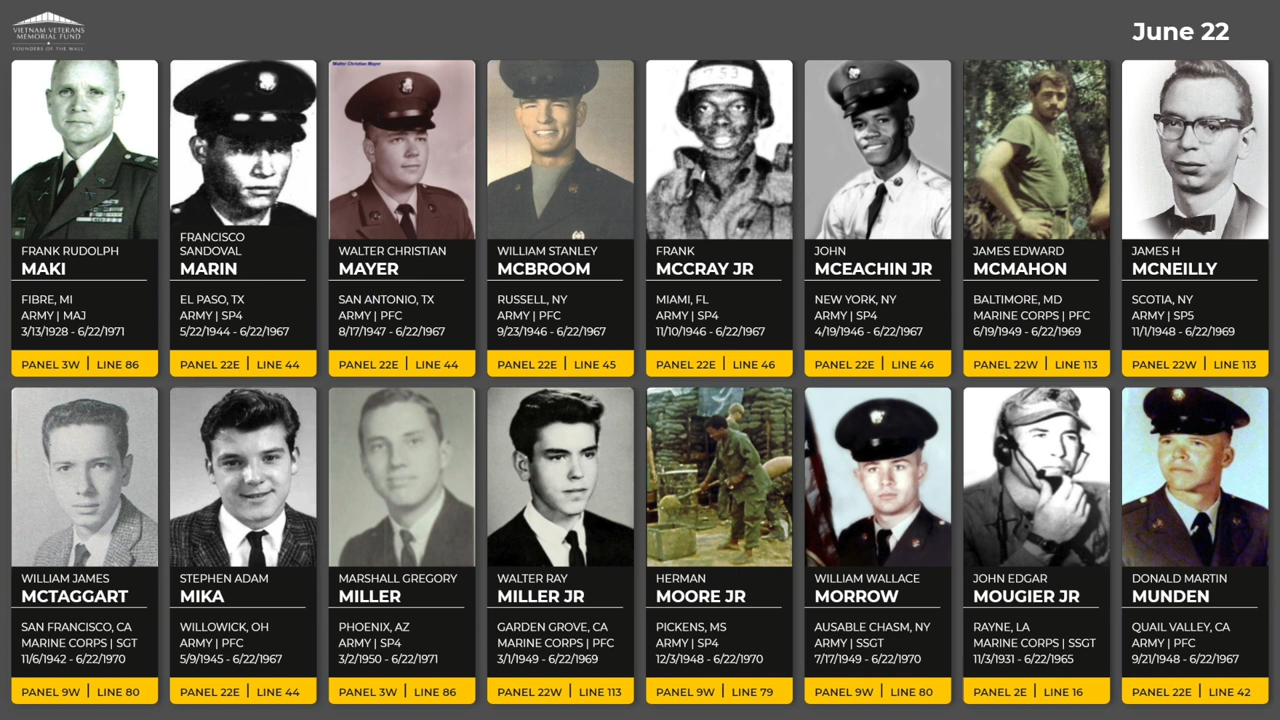 VIETNAM VETERANS
MEMORIAL FUND
FOUNDERS OF THE WALL
June 22
Walter Christian Mayer
753
FRANK RUDOLPH
MAKI
FIBRE, MI
ARMY | MAJ
3/13/1928 - 6/22/1971
PANEL 3W | LINE 86
FRANCISCO
SANDOVAL
MARIN
EL PASO, TX
ARMY | SP4
5/22/1944 - 6/22/1967
PANEL 22E | LINE 44
WALTER CHRISTIAN
MAYER
SAN ANTONIO, TX
ARMY | PFC
8/17/1947 - 6/22/1967
PANEL 22E | LINE 44
WILLIAM STANLEY
MCBROOM
RUSSELL, NY
ARMY | PFC
9/23/1946 - 6/22/1967
PANEL 22E | LINE 45
FRANK
MCCRAY JR
MIAMI, FL
ARMY | SP4
11/10/1946 - 6/22/1967
PANEL 22E | LINE 46
JOHN
MCEACHIN JR
NEW YORK, NY
ARMY | SP4
4/19/1946 - 6/22/1967
PANEL 22E | LINE 46
JAMES EDWARD
MCMAHON
BALTIMORE, MD
MARINE CORPS | PFC
6/19/1949 - 6/22/1969
PANEL 22W | LINE 113
JAMES H
MCNEILLY
SCOTIA, NY
ARMY | SP5
11/1/1948 - 6/22/1969
PANEL 22W | LINE 113
WILLIAM JAMES
MCTAGGART
SAN FRANCISCO, CA
MARINE CORPS | SGT
11/6/1942 - 6/22/1970
PANEL 9W | LINE 80
STEPHEN ADAM
MIKA
WILLOWICK, OH
ARMY | PFC
5/9/1945 - 6/22/1967
PANEL 22E | LINE 44
MARSHALL GREGORY
MILLER
PHOENIX, AZ
ARMY | SP4
3/2/1950 - 6/22/1971
PANEL 3W | LINE 86
WALTER RAY
MILLER JR
GARDEN GROVE, CA
MARINE CORPS | PFC
3/1/1949 - 6/22/1969
PANEL 22W | LINE 113
HERMAN
MOORE JR
PICKENS, MS
ARMY | SP4
12/3/1948 - 6/22/1970
PANEL 9W | LINE 79
WILLIAM WALLACE
MORROW
AUSABLE CHASM, NY
ARMY | SSGT
7/17/1949 - 6/22/1970
PANEL 9W | LINE 80
JOHN EDGAR
MOUGIER JR
RAYNE, LA
MARINE CORPS | SSGT
11/3/1931 - 6/22/1965
PANEL 2E | LINE 16
DONALD MARTIN
MUNDEN
QUAIL VALLEY, CA
ARMY | PFC
9/21/1948 - 6/22/1967
PANEL 22E | LINE 42